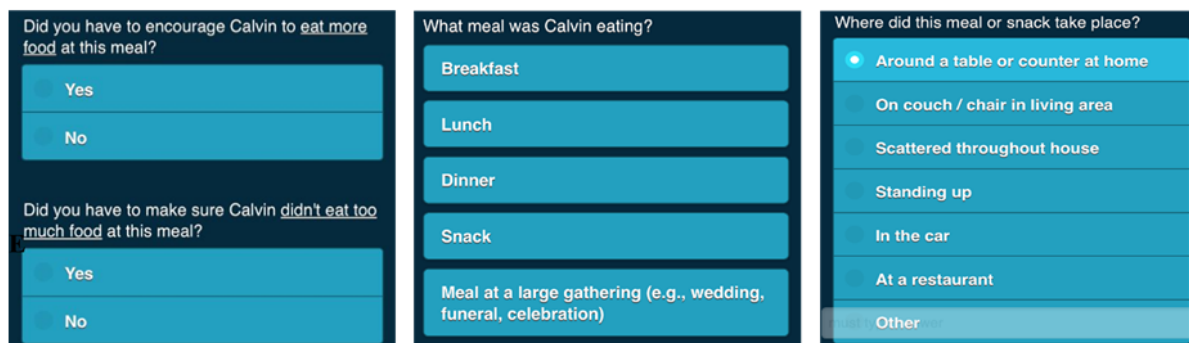 Did you have to encourage Calvin to eat more
food at this meal?
Yes
No
Did you have to make sure Calvin didn't eat too
much food at this meal?
E
Yes
No
What meal was Calvin eating?
Breakfast
Lunch
Dinner
Snack
Meal at a large gathering (e.g., wedding,
funeral, celebration)
Where did this meal or snack take place?
Around a table or counter at home
On couch / chair in living area
Scattered throughout house
Standing up
In the car
At a restaurant
must Other